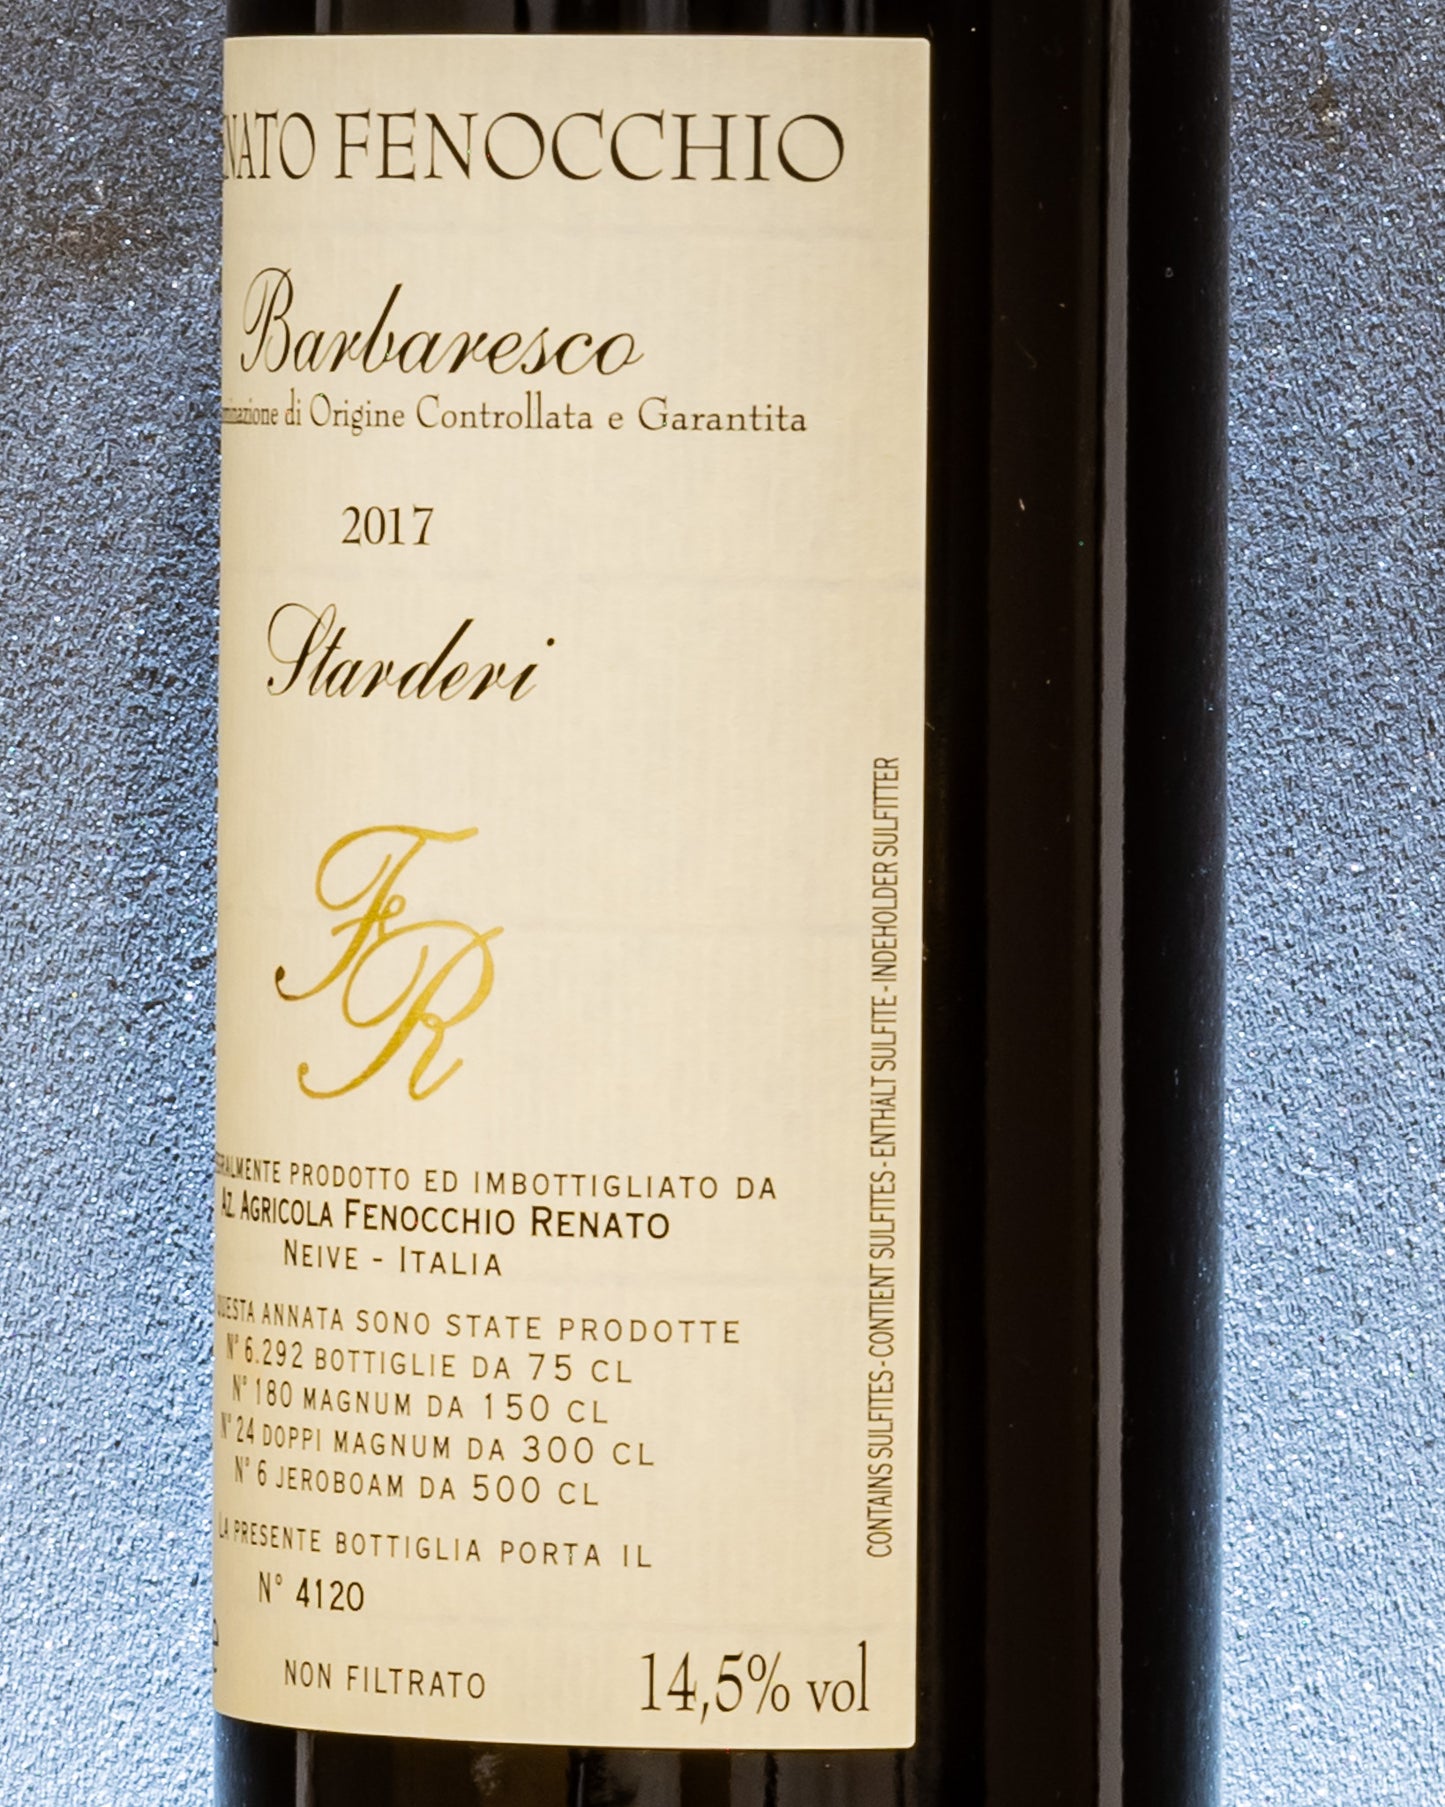 FENOCCHIO
Barbaresco
di Origine Controllata e Garantita
2017
Starderi
FR
PRODOTTO ED IMBOTTIGLIATO DA
AZ. AGRICOLA FENOCCHIO RENATO
NEIVE - ITALIA
ANNATA SONO STATE PRODOTTE
N° 6.292 BOTTIGLIE DA 75 CL
N° 180 MAGNUM DA 150 CL
N° 24 DOPPI MAGNUM DA 300 CL
N° 6 JEROBOAM DA 500 CL
LA PRESENTE BOTTIGLIA PORTA IL
N° 4120
NON FILTRATO
14,5% vol
CONTAINS SULFITES - CONTIENT SULFITES - ENTHÄLT SULFITE - INDEHOLDER SULFITTER